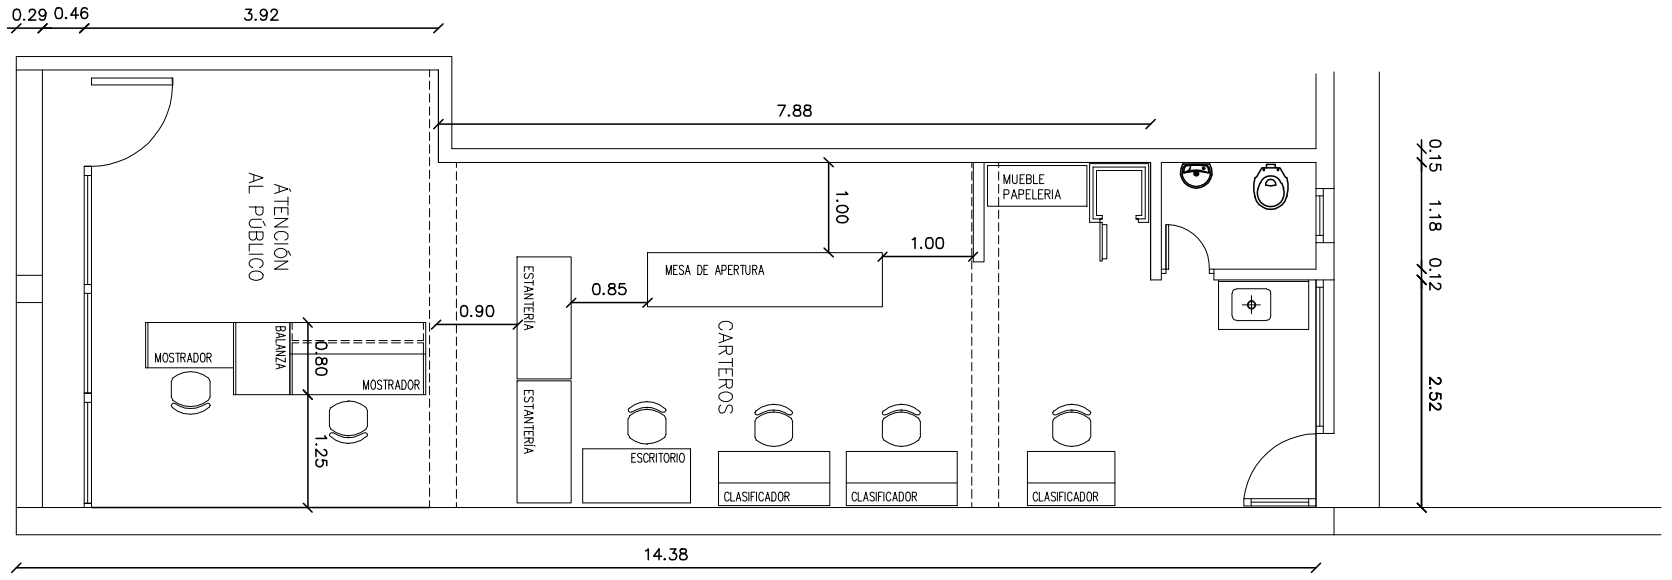 0.29 0.46 3.92
7.88
0.15
1.18
0.12
2.52
ÁTENCIÓN
AL PÚBLICO
MUEBLE
PAPELERIA
1.00
1.00
MESA DE APERTURA
ESTANTERÍA
0.85
0.90
CARTEROS
MOSTRADOR
BALANZA
0.80
MOSTRADOR
1.25
ESTANTERÍA
ESCRITORIO
CLASIFICADOR
CLASIFICADOR
CLASIFICADOR
14.38